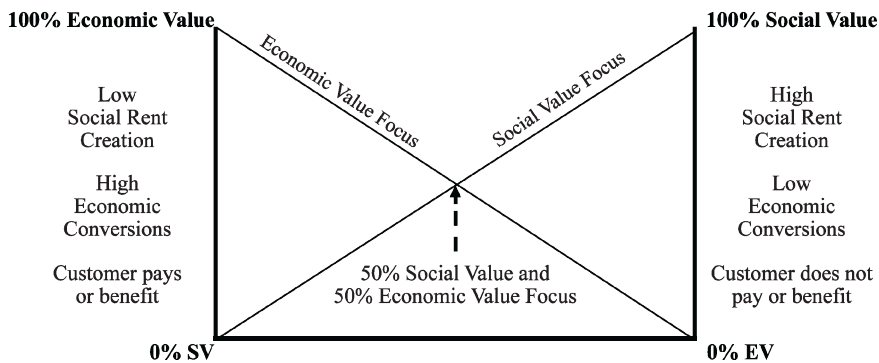 100% Economic Value
100% Social Value
Economic Value Focus
Social Value Focus
Low
Social Rent
Creation
High
Economic
Conversions
Customer pays
or benefit
50% Social Value and
50% Economic Value Focus
High
Social Rent
Creation
Low
Economic
Conversions
Customer does not
pay or benefit
0% SV
0% EV